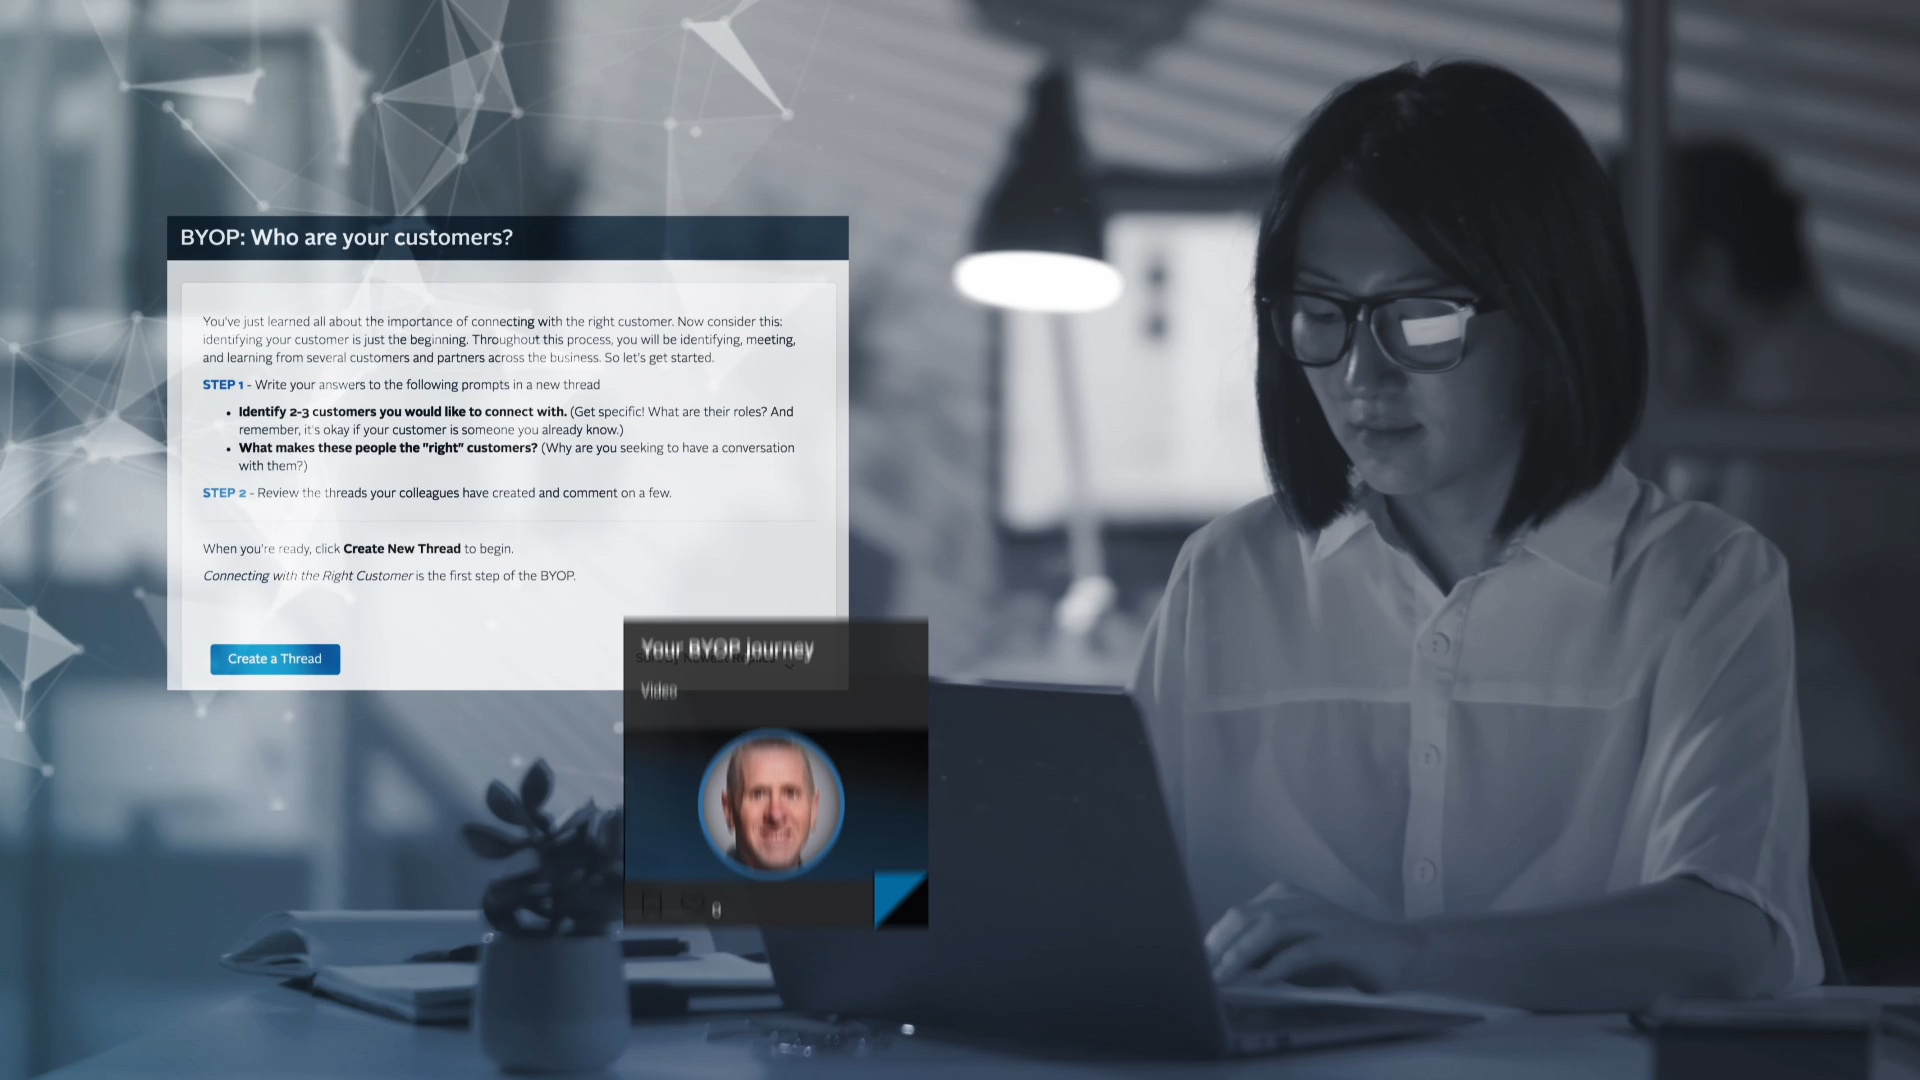 BYOP: Who are your customers?
You've just learned all about the importance of connecting with the right customer. Now consider this:
identifying your customer is just the beginning. Throughout this process, you will be identifying, meeting,
and learning from several customers and partners across the business. So let's get started.
STEP 1 - Write your answers to the following prompts in a new thread
• Identify 2-3 customers you would like to connect with. (Get specific! What are their roles? And
remember, it's okay if your customer is someone you already know.)
• What makes these people the "right" customers? (Why are you seeking to have a conversation
with them?)
STEP 2 - Review the threads your colleagues have created and comment on a few.
When you're ready, click Create New Thread to begin.
Connecting with the Right Customer is the first step of the BYOP.
Create a Thread
Your BYOP journey
Sort by Newest Replies
Video